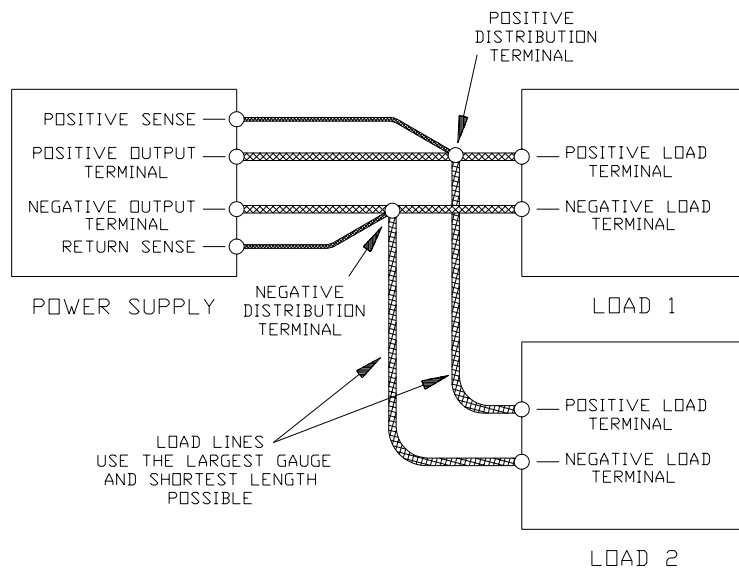 POSITIVE
DISTRIBUTION
TERMINAL
POSITIVE SENSE
POSITIVE OUTPUT
TERMINAL
NEGATIVE OUTPUT
TERMINAL
RETURN SENSE
POWER SUPPLY
POSITIVE LOAD
TERMINAL
NEGATIVE LOAD
TERMINAL
LOAD 1
NEGATIVE
DISTRIBUTION
TERMINAL
LOAD LINES
USE THE LARGEST GAUGE
AND SHORTEST LENGTH
POSSIBLE
POSITIVE LOAD
TERMINAL
NEGATIVE LOAD
TERMINAL
LOAD 2